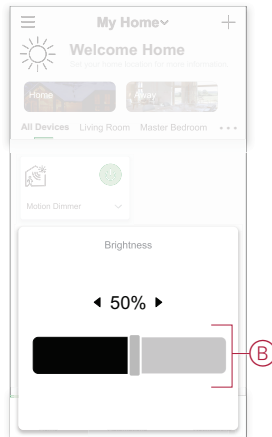 My Home
Welcome Home
Set your home location for more information
Home
Away
All Devices Living Room Master Bedroom
Motion Dimmer
Brightness
50%
B